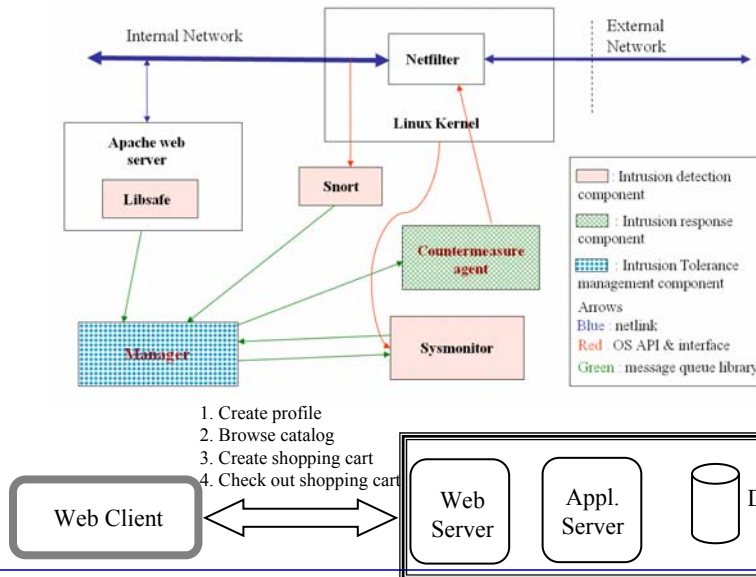 Internal Network
External
Network
Netfilter
Linux Kernel
Apache web
server
Libsafe
Snort
Countermeasure
agent
Manager
Sysmonitor
: Intrusion detection
component
: Intrusion response
component
: Intrusion Tolerance
management component
Arrows
Blue : netlink
Red : OS API & interface
Green : message queue library
1. Create profile
2. Browse catalog
3. Create shopping cart
4. Check out shopping cart
Web Client
Web
Server
Appl.
Server